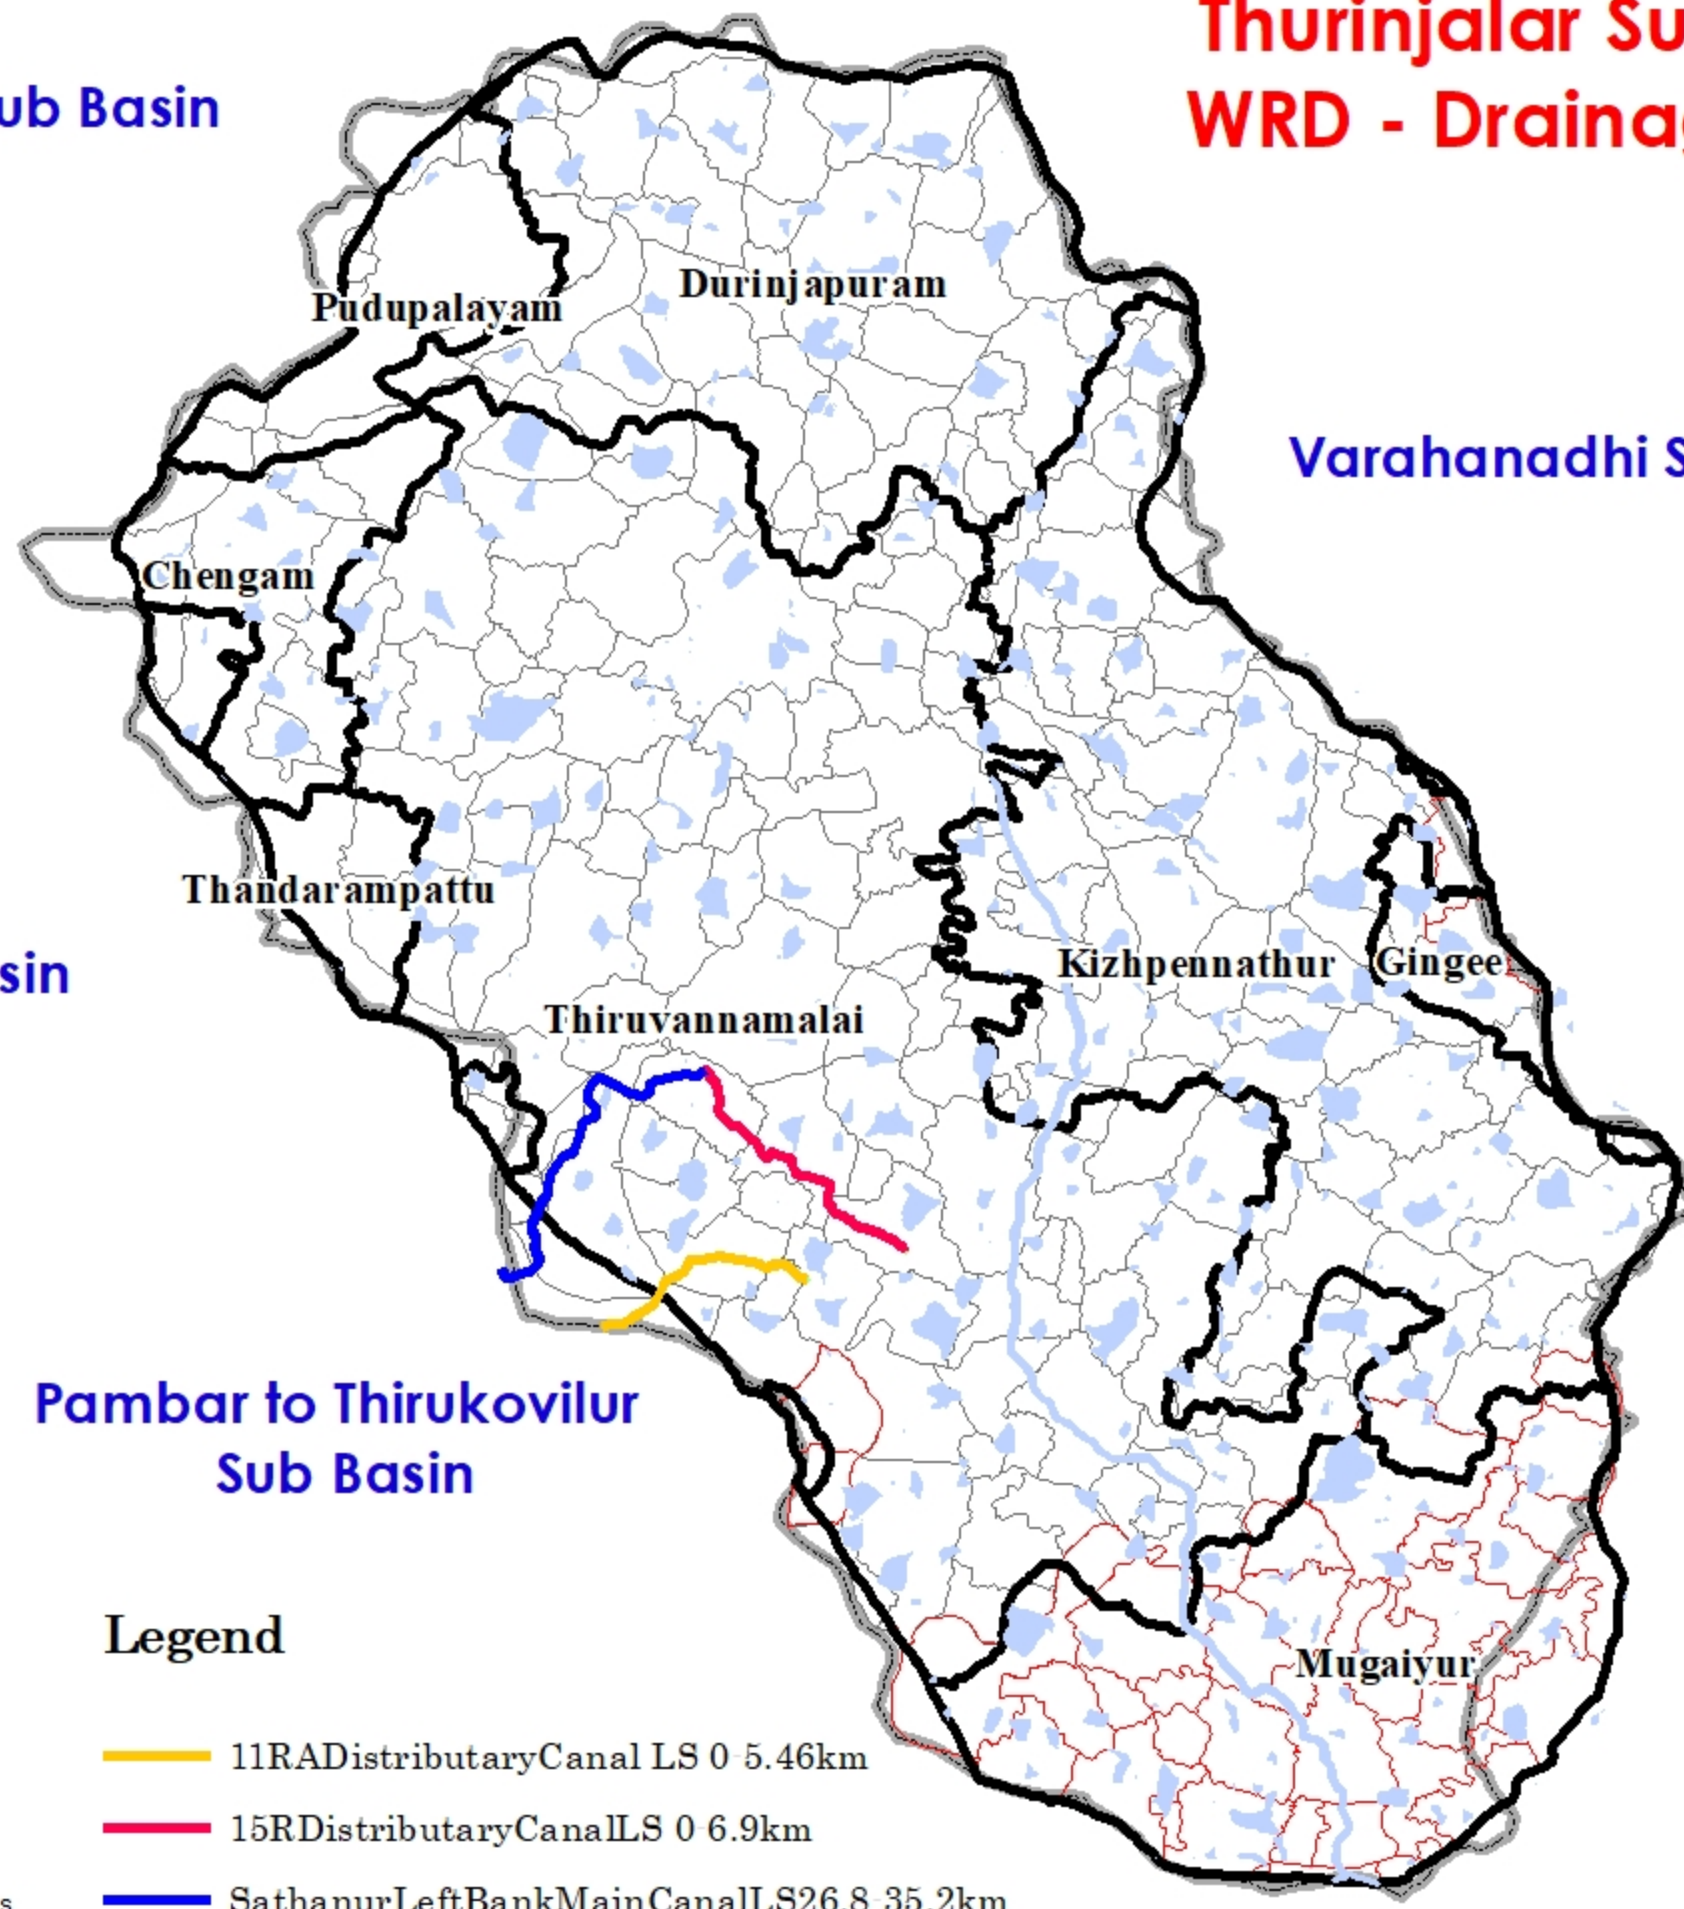 Thurinjalar Su
WRD - Draina
ub Basin
Durinjapuram
Pudupalayam
Varahanadhi S
Chengam
Thandarampattu
Kizhpennathur
Gingee
sin
Thiruvannamalai
Pambar to Thirukovilur
Sub Basin
Legend
Mugaiyur
11RADistributaryCanal LS 0-5.46km
15RDistributaryCanalLS 0-6.9km
SathanurLeftBankMainCanalLS26.8-35.2km
s